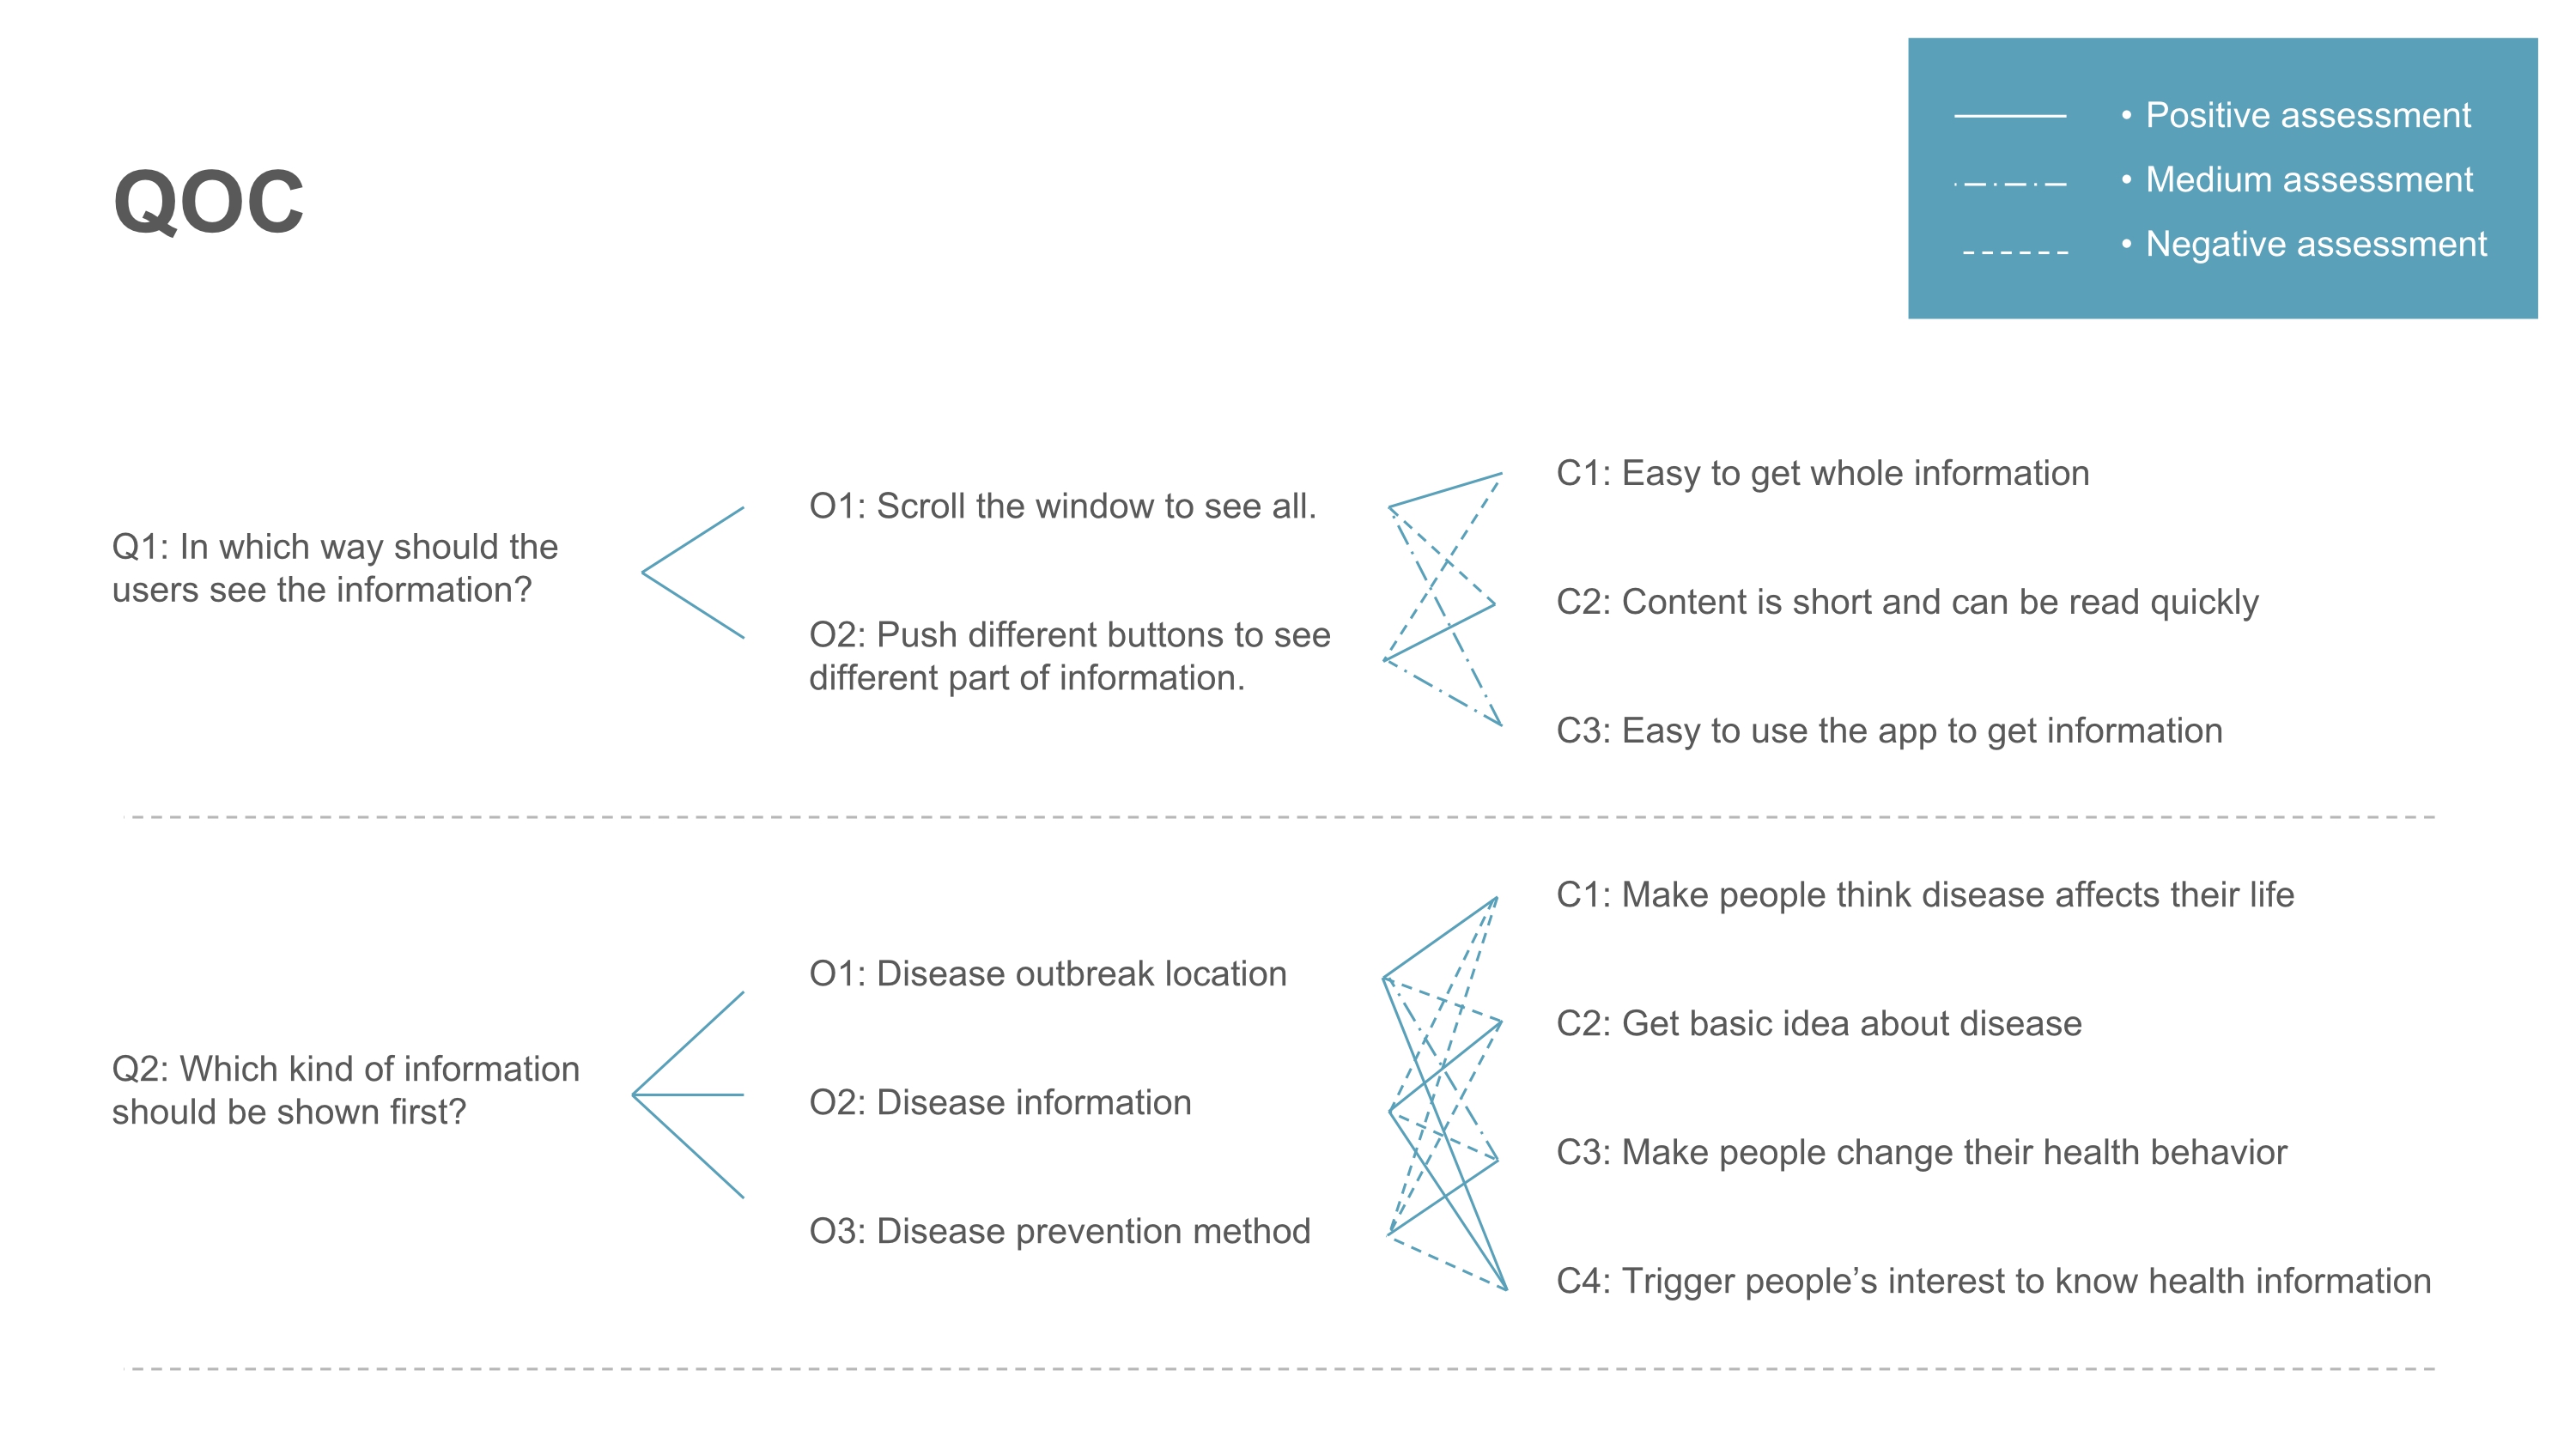 QOC
• Positive assessment
• Medium assessment
• Negative assessment
Q1: In which way should the
users see the information?
O1: Scroll the window to see all.
O2: Push different buttons to see
different part of information.
C1: Easy to get whole information
C2: Content is short and can be read quickly
C3: Easy to use the app to get information
Q2: Which kind of information
should be shown first?
O1: Disease outbreak location
O2: Disease information
O3: Disease prevention method
C1: Make people think disease affects their life
C2: Get basic idea about disease
C3: Make people change their health behavior
C4: Trigger people’s interest to know health information